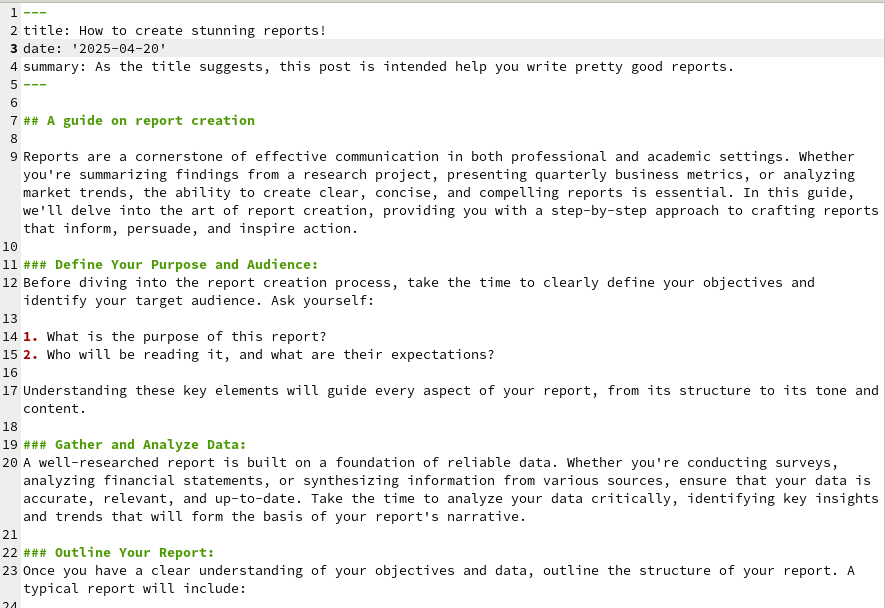 1 ---
2 title: How to create stunning reports!
3 date: '2025-04-20'
4 summary: As the title suggests, this post is intended help you write pretty good reports.
5 ---
6
7 ## A guide on report creation
8
9 Reports are a cornerstone of effective communication in both professional and academic settings. Whether
you're summarizing findings from a research project, presenting quarterly business metrics, or analyzing
market trends, the ability to create clear, concise, and compelling reports is essential. In this guide,
we'll delve into the art of report creation, providing you with a step-by-step approach to crafting reports
that inform, persuade, and inspire action.
10
11 ### Define Your Purpose and Audience:
12 Before diving into the report creation process, take the time to clearly define your objectives and
identify your target audience. Ask yourself:
13
14 1. What is the purpose of this report?
15 2. Who will be reading it, and what are their expectations?
16
17 Understanding these key elements will guide every aspect of your report, from its structure to its tone and
content.
18
19 ### Gather and Analyze Data:
20 A well-researched report is built on a foundation of reliable data. Whether you're conducting surveys,
analyzing financial statements, or synthesizing information from various sources, ensure that your data is
accurate, relevant, and up-to-date. Take the time to analyze your data critically, identifying key insights
and trends that will form the basis of your report's narrative.
21
22 ### Outline Your Report:
23 Once you have a clear understanding of your objectives and data, outline the structure of your report. A
typical report will include:
24